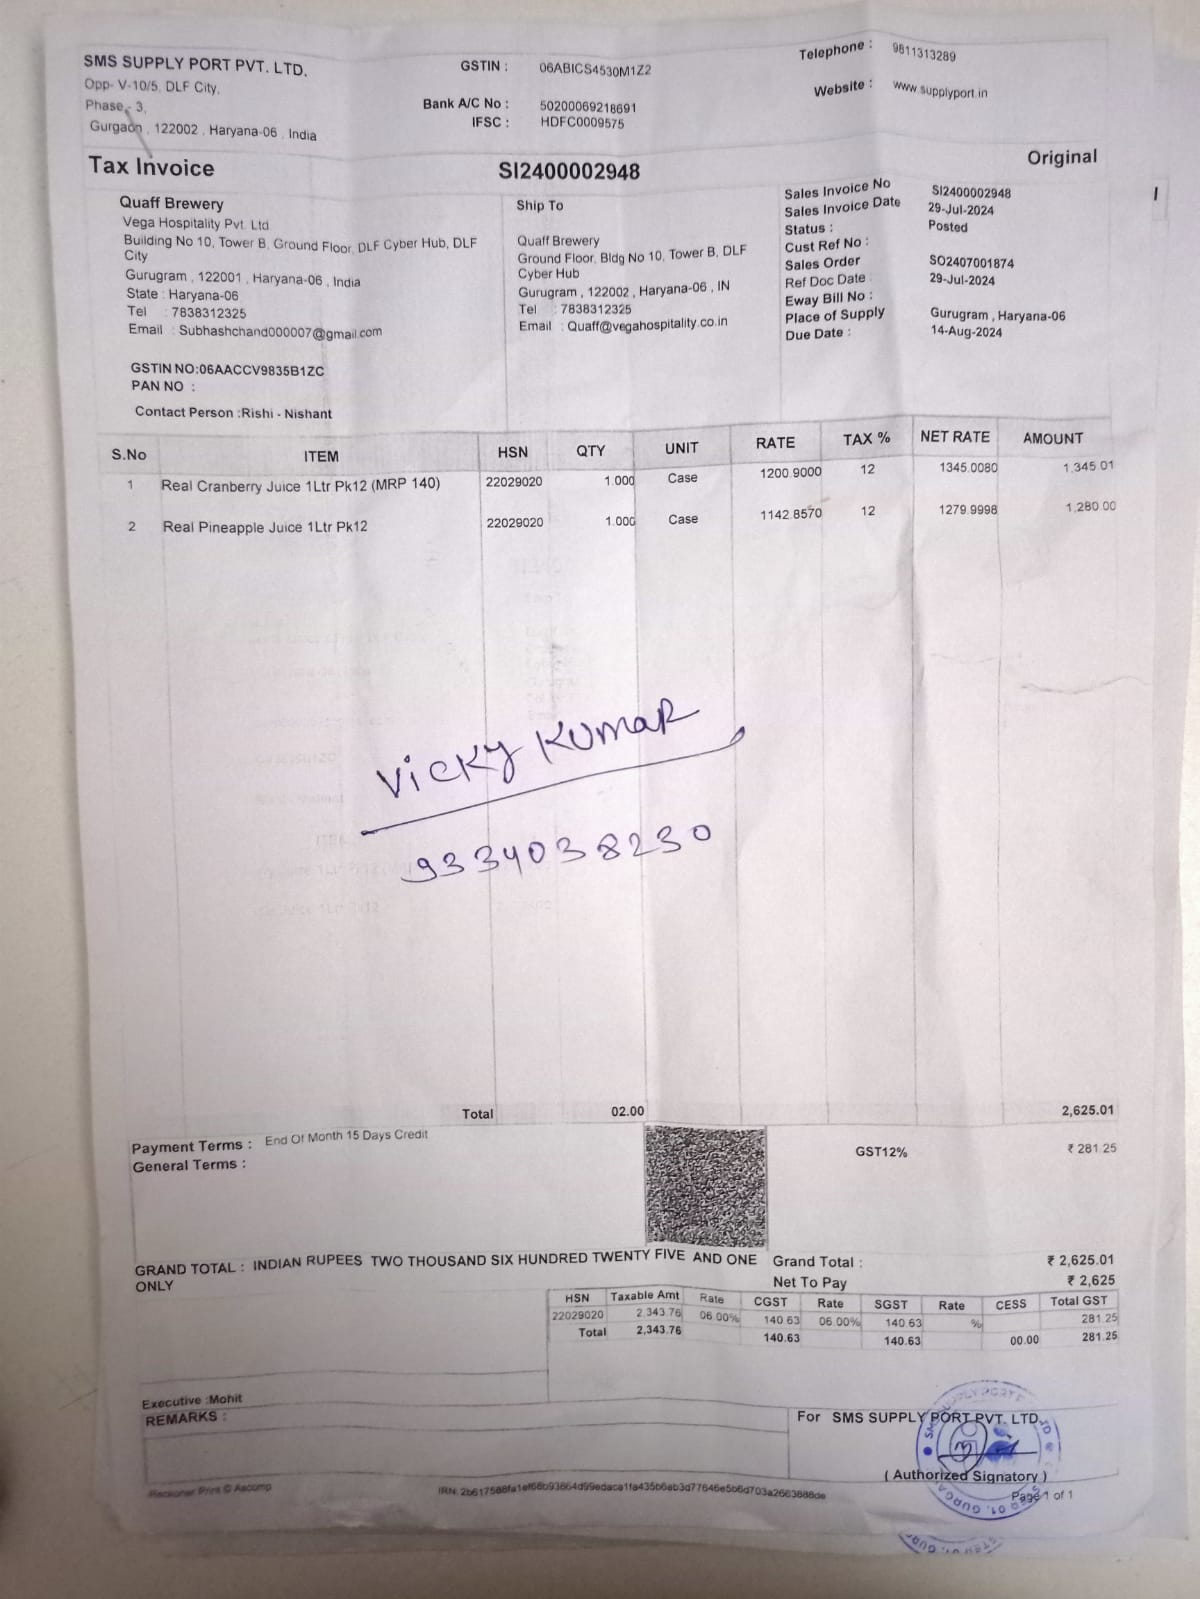 SMS SUPPLY PORT PVT. LTD.
Opp- V-10/5, DLF City,
Phase - 3,
Gurgaon , 122002 , Haryana-06 , India
GSTIN : 06ABICS4530M1Z2
Bank A/C No : 50200069218691
IFSC : HDFC0009575
Telephone : 9811313289
Website : www.supplyport.in
Tax Invoice
SI2400002948
Original
Quaff Brewery
Vega Hospitality Pvt. Ltd
Building No 10, Tower B, Ground Floor, DLF Cyber Hub, DLF
City
Gurugram , 122001 , Haryana-06 , India
State : Haryana-06
Tel : 7838312325
Email : Subhashchand000007@gmail.com
GSTIN NO:06AACCV9835B1ZC
PAN NO :
Contact Person :Rishi - Nishant
Ship To
Quaff Brewery
Ground Floor, Bldg No 10, Tower B, DLF
Cyber Hub
Gurugram , 122002 , Haryana-06 , IN
Tel : 7838312325
Email : Quaff@vegahospitality.co.in
Sales Invoice No SI2400002948
Sales Invoice Date 29-Jul-2024
Status : Posted
Cust Ref No :
Sales Order SO2407001874
Ref Doc Date : 29-Jul-2024
Eway Bill No :
Place of Supply Gurugram , Haryana-06
Due Date : 14-Aug-2024
S.No ITEM HSN QTY UNIT RATE TAX % NET RATE AMOUNT
1 Real Cranberry Juice 1Ltr Pk12 (MRP 140) 22029020 1.000 Case 1200.9000 12 1345.0080 1,345.01
2 Real Pineapple Juice 1Ltr Pk12 22029020 1.000 Case 1142.8570 12 1279.9998 1,280.00
Vicky Kumar
9334038230
Total 02.00 2,625.01
Payment Terms : End Of Month 15 Days Credit
General Terms :
GST12% ₹ 281.25
GRAND TOTAL : INDIAN RUPEES TWO THOUSAND SIX HUNDRED TWENTY FIVE AND ONE
ONLY
Grand Total : ₹ 2,625.01
Net To Pay ₹ 2,625
HSN Taxable Amt Rate CGST Rate SGST Rate CESS Total GST
22029020 2,343.76 06.00% 140.63 06.00% 140.63 % 281.25
Total 2,343.76 140.63 140.63 00.00 281.25
Executive :Mohit
REMARKS :
For SMS SUPPLY PORT PVT. LTD.
( Authorized Signatory )
Reckoner Print © Ascomp
Page 1 of 1